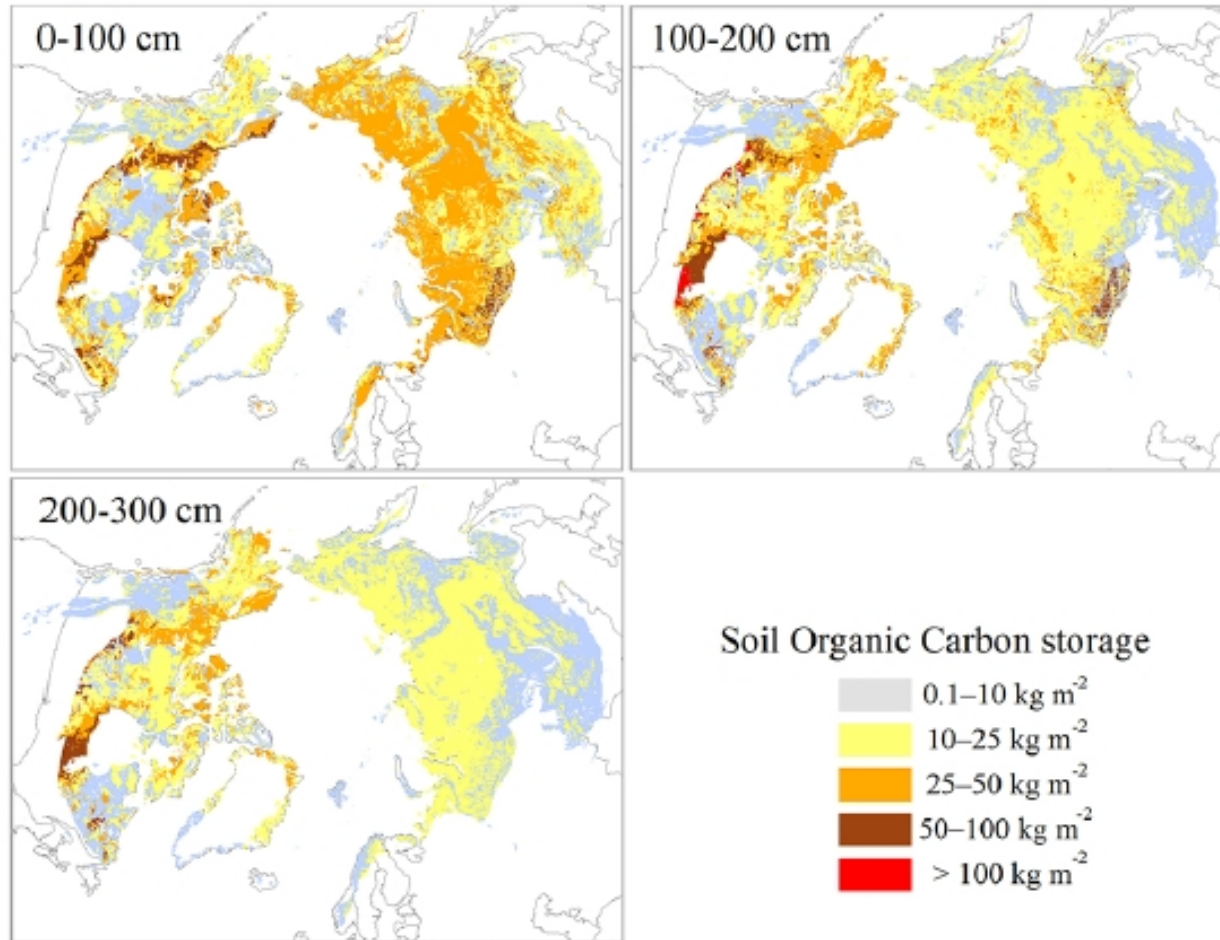 0-100 cm
100-200 cm
200-300 cm
Soil Organic Carbon storage
0.1–10 kg m⁻²
10–25 kg m⁻²
25–50 kg m⁻²
50–100 kg m⁻²
> 100 kg m⁻²